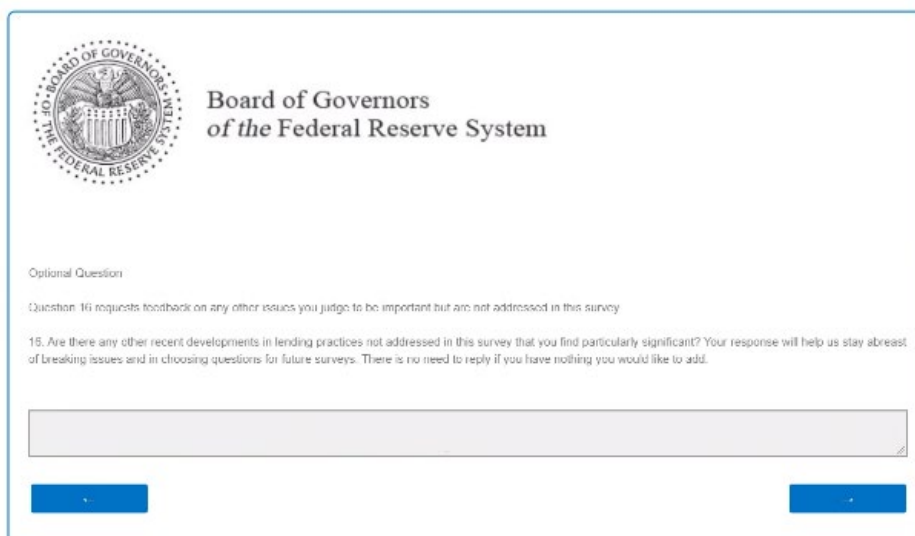 BOARD OF GOVERNORS
OF THE FEDERAL RESERVE SYSTEM
Board of Governors
of the Federal Reserve System
Optional Question
Question 16 requests feedback on any other issues you judge to be important but are not addressed in this survey
16. Are there any other recent developments in lending practices not addressed in this survey that you find particularly significant? Your response will help us stay abreast
of breaking issues and in choosing questions for future surveys. There is no need to reply if you have nothing you would like to add.
←
→